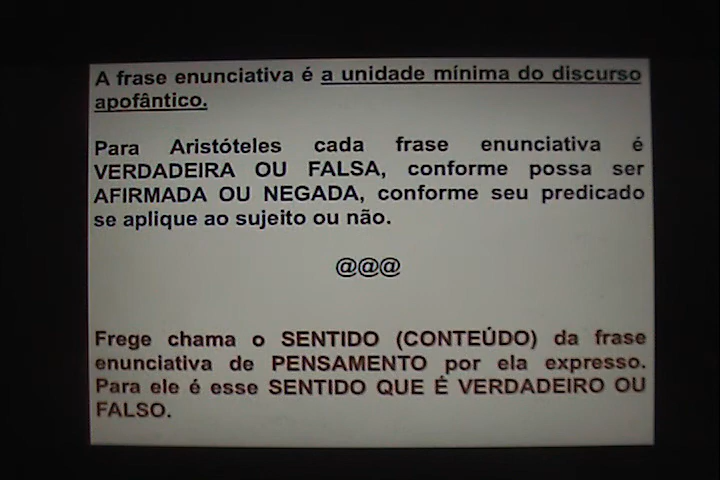 A frase enunciativa é a unidade mínima do discurso
apofântico.
Para Aristóteles cada frase enunciativa é
VERDADEIRA OU FALSA, conforme possa ser
AFIRMADA OU NEGADA, conforme seu predicado
se aplique ao sujeito ou não.
@@@
Frege chama o SENTIDO (CONTEÚDO) da frase
enunciativa de PENSAMENTO por ela expresso.
Para ele é esse SENTIDO QUE É VERDADEIRO OU
FALSO.